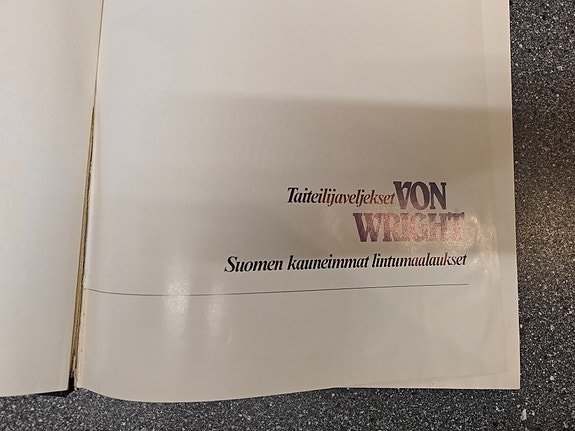 Taiteilijaveljekset VON
WRIGHT
Suomen kauneimmat lintumaalaukset